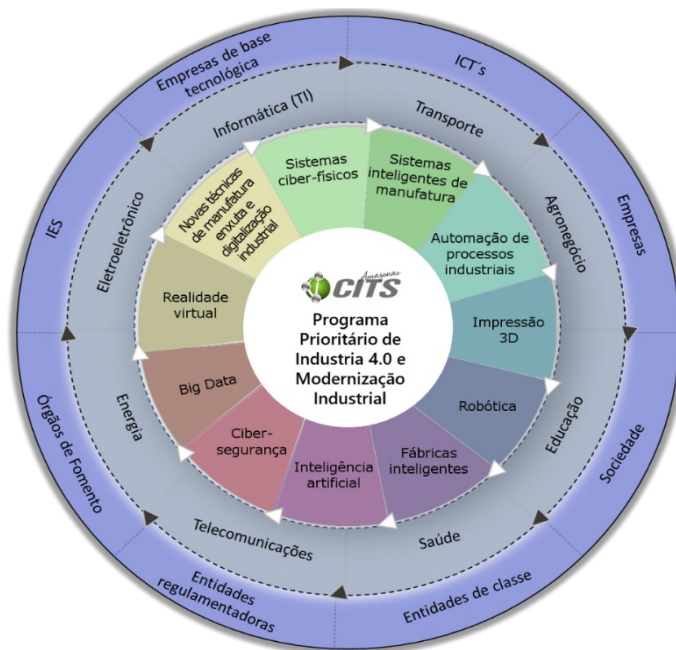 Empresas de base
tecnológica
ICT´s
Empresas
Sociedade
Entidades de classe
Entidades
regulamentadoras
Órgãos de Fomento
IES
Informática (TI)
Transporte
Agronegócio
Educação
Saúde
Telecomunicações
Energia
Eletroeletrônico
Sistemas
ciber-físicos
Sistemas
inteligentes de
manufatura
Automação de
processos
industriais
Impressão
3D
Robótica
Fábricas
inteligentes
Inteligência
artificial
Ciber-
segurança
Big Data
Realidade
virtual
Novas técnicas
de manufatura
enxuta e
digitalização
industrial
Amazonas
CITS
Programa
Prioritário de
Industria 4.0 e
Modernização
Industrial